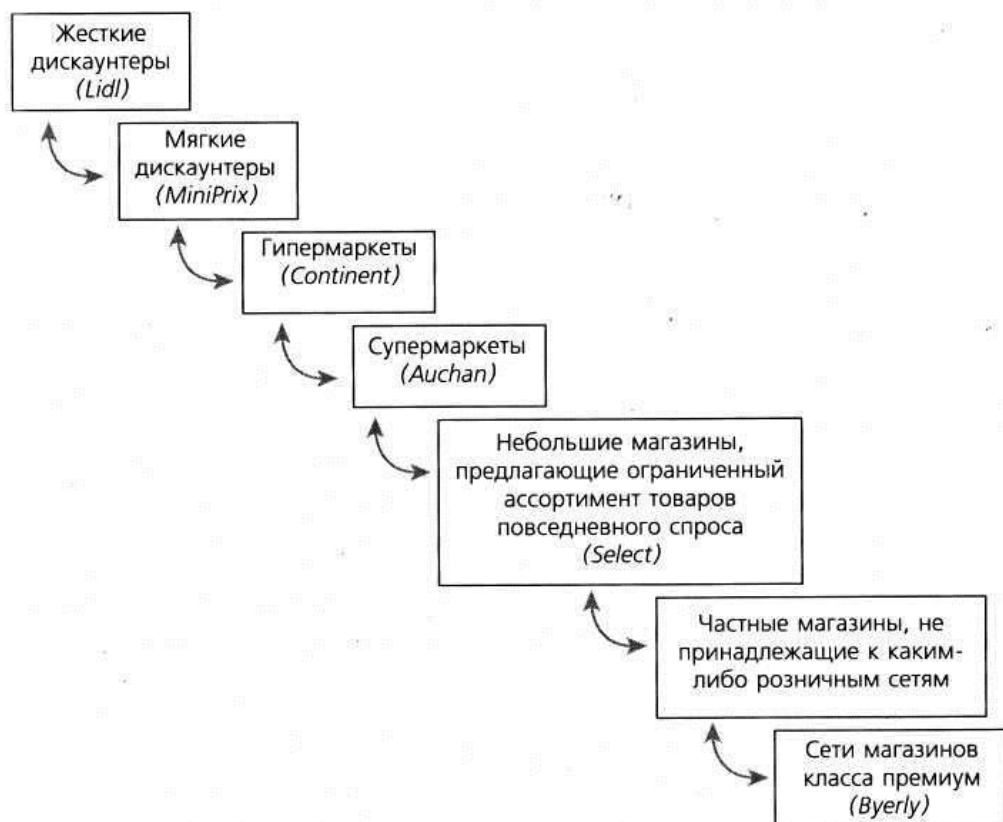 Жесткие
дискаунтеры
(Lidl)
Мягкие
дискаунтеры
(MiniPrix)
Гипермаркеты
(Continent)
Супермаркеты
(Auchan)
Небольшие магазины,
предлагающие ограниченный
ассортимент товаров
повседневного спроса
(Select)
Частные магазины, не
принадлежащие к каким-
либо розничным сетям
Сети магазинов
класса премиум
(Byerly)